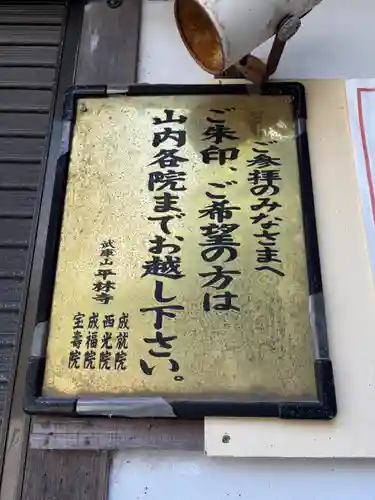 ご参拝のみなさまへ
ご朱印、ご希望の方は
山内各院までお越し下さい。
武庫山 平林寺
成就院
西光院
成福院
宝壽院